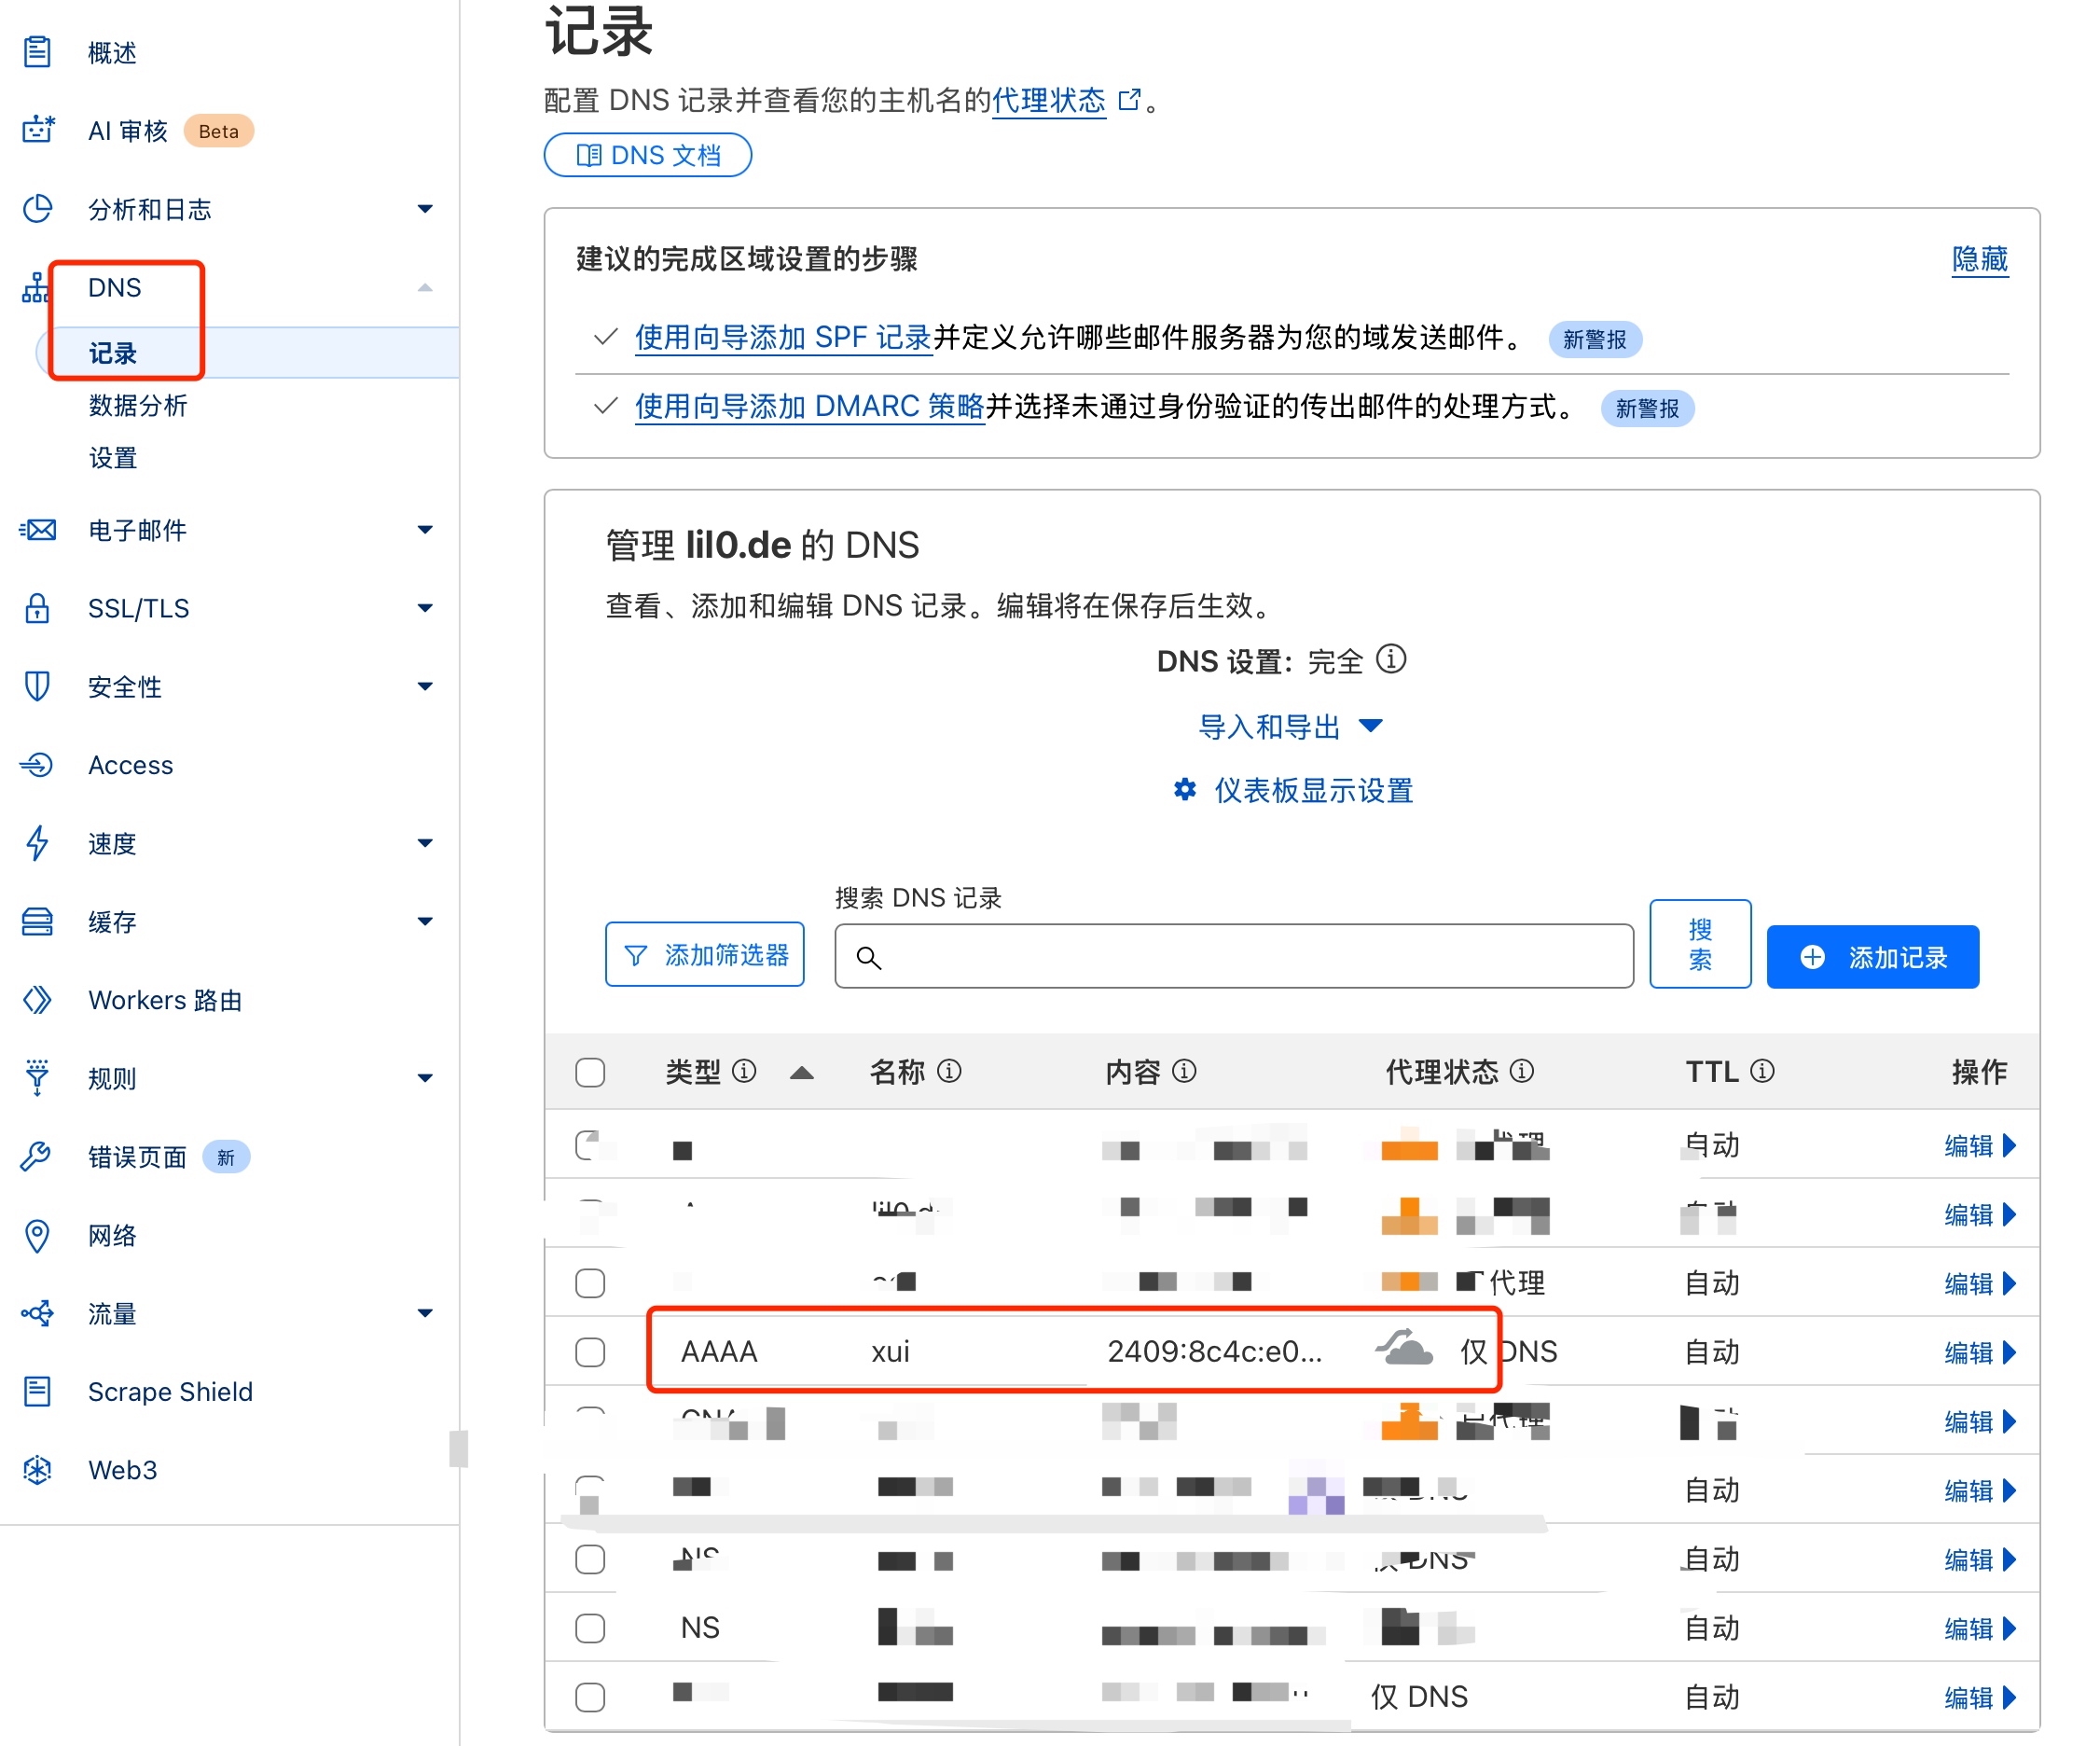 概述
AI 审核 Beta
分析和日志
DNS
记录
数据分析
设置
电子邮件
SSL/TLS
安全性
Access
速度
缓存
Workers 路由
规则
错误页面 新
网络
流量
Scrape Shield
Web3
记录
配置 DNS 记录并查看您的主机名的代理状态 。
DNS 文档
建议的完成区域设置的步骤
隐藏
使用向导添加 SPF 记录并定义允许哪些邮件服务器为您的域发送邮件。 新警报
使用向导添加 DMARC 策略并选择未通过身份验证的传出邮件的处理方式。 新警报
管理 lil0.de 的 DNS
查看、添加和编辑 DNS 记录。编辑将在保存后生效。
DNS 设置：完全
导入和导出
仪表板显示设置
搜索 DNS 记录
添加筛选器
搜
索
添加记录
类型 名称 内容 代理状态 TTL 操作
自动 编辑
编辑
代理 自动 编辑
AAAA xui 2409:8c4c:e0... 仅 DNS 自动 编辑
编辑
自动 编辑
NS DNS 自动 编辑
NS 自动 编辑
仅 DNS 自动 编辑